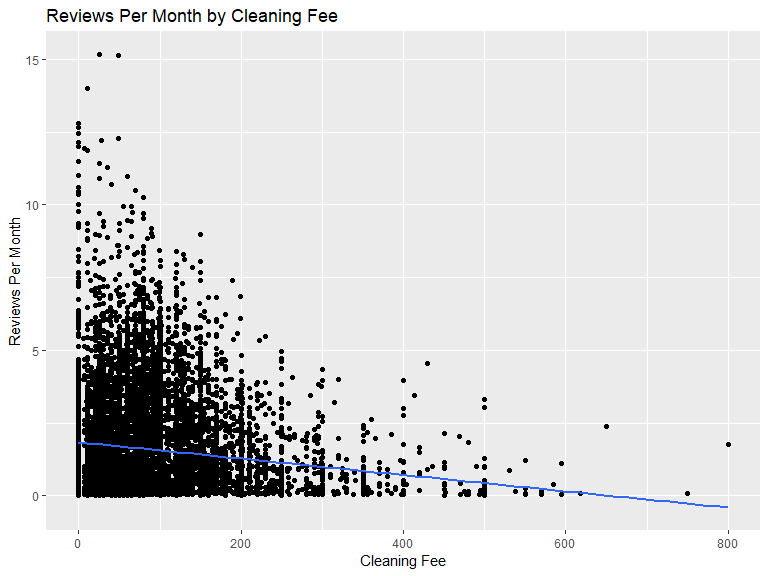 Reviews Per Month by Cleaning Fee
15
10
5
0
Reviews Per Month
0 200 400 600 800
Cleaning Fee